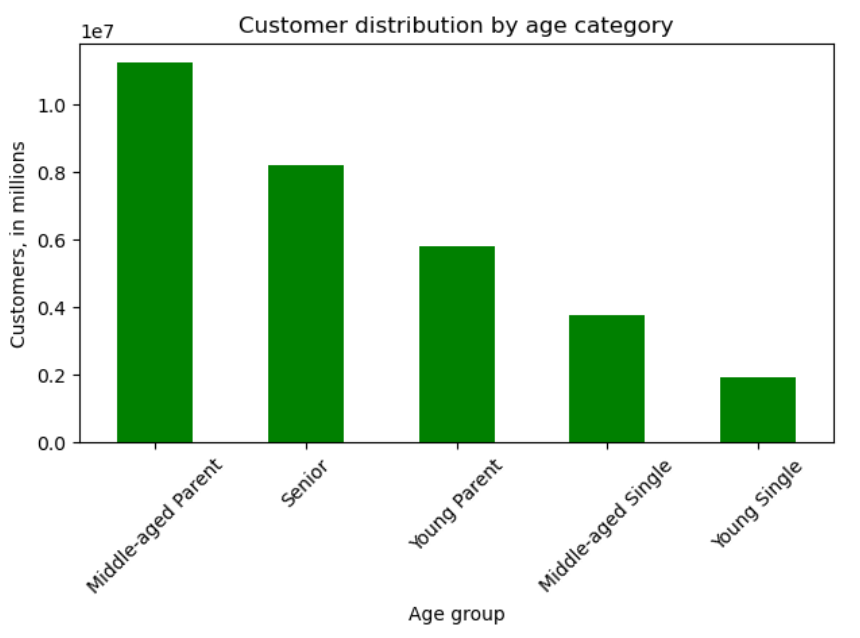 Customer distribution by age category
1e7
Customers, in millions
1.0
0.8
0.6
0.4
0.2
0.0
Middle-aged Parent
Senior
Young Parent
Middle-aged Single
Young Single
Age group